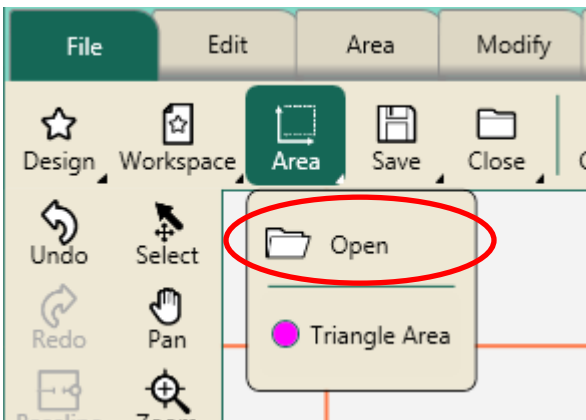 File Edit Area Modify
Design Workspace Area Save Close
Undo Select
Open
Redo Pan
Triangle Area